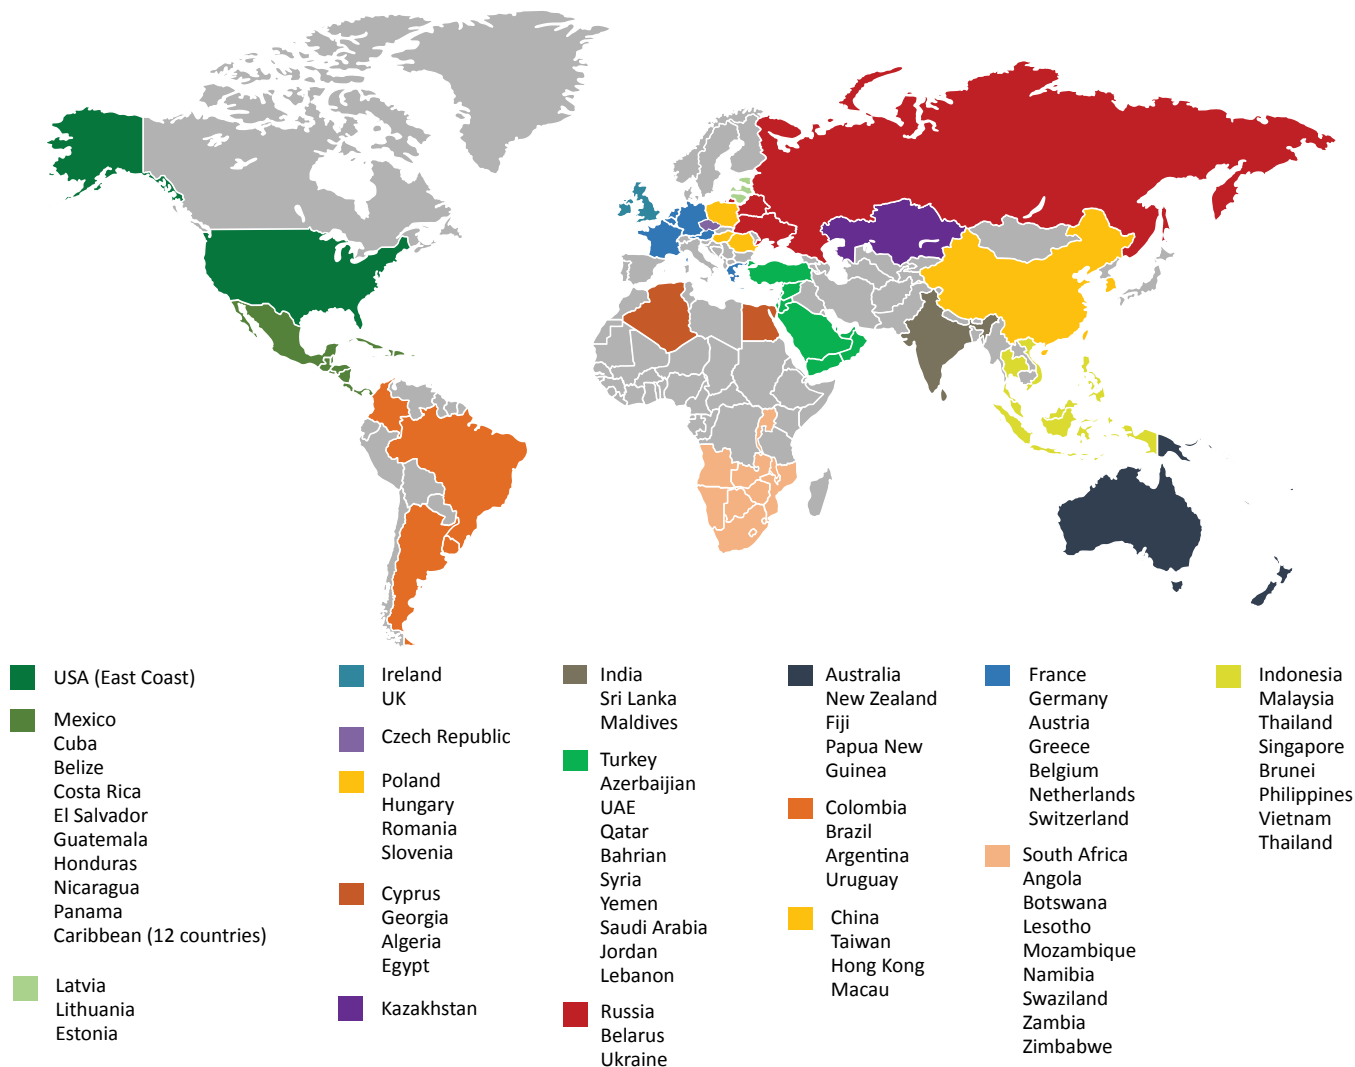 USA (East Coast)
Mexico
Cuba
Belize
Costa Rica
El Salvador
Guatemala
Honduras
Nicaragua
Panama
Caribbean (12 countries)
Latvia
Lithuania
Estonia
Ireland
UK
Czech Republic
Poland
Hungary
Romania
Slovenia
Cyprus
Georgia
Algeria
Egypt
Kazakhstan
India
Sri Lanka
Maldives
Turkey
Azerbaijian
UAE
Qatar
Bahrian
Syria
Yemen
Saudi Arabia
Jordan
Lebanon
Russia
Belarus
Ukraine
Australia
New Zealand
Fiji
Papua New
Guinea
Colombia
Brazil
Argentina
Uruguay
China
Taiwan
Hong Kong
Macau
France
Germany
Austria
Greece
Belgium
Netherlands
Switzerland
South Africa
Angola
Botswana
Lesotho
Mozambique
Namibia
Swaziland
Zambia
Zimbabwe
Indonesia
Malaysia
Thailand
Singapore
Brunei
Philippines
Vietnam
Thailand